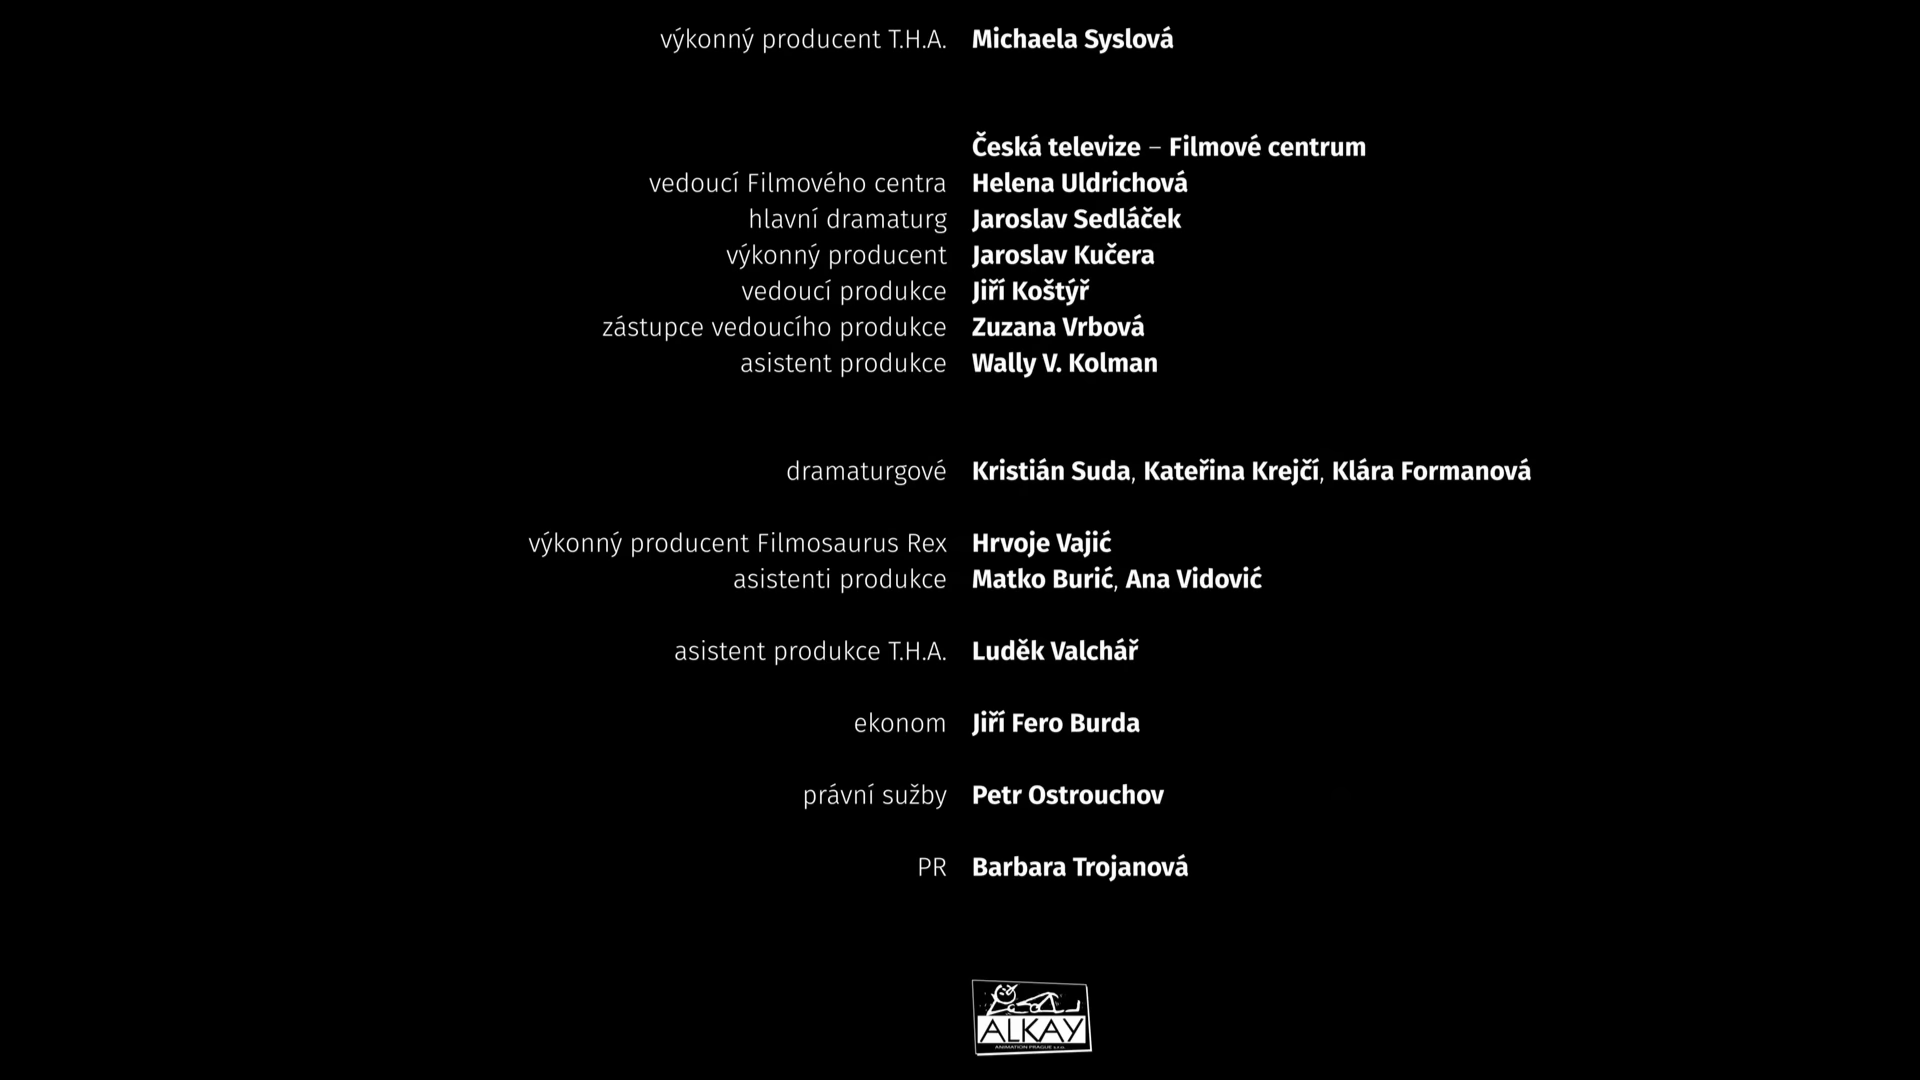 výkonný producent T.H.A. Michaela Syslová
Česká televize – Filmové centrum
vedoucí Filmového centra Helena Uldrichová
hlavní dramaturg Jaroslav Sedláček
výkonný producent Jaroslav Kučera
vedoucí produkce Jiří Koštýř
zástupce vedoucího produkce Zuzana Vrbová
asistent produkce Wally V. Kolman
dramaturgové Kristián Suda, Kateřina Krejčí, Klára Formanová
výkonný producent Filmosaurus Rex Hrvoje Vajić
asistenti produkce Matko Burić, Ana Vidović
asistent produkce T.H.A. Luděk Valchář
ekonom Jiří Fero Burda
právní sužby Petr Ostrouchov
PR Barbara Trojanová
ALKAY
ANIMATION PRAGUE s.r.o.